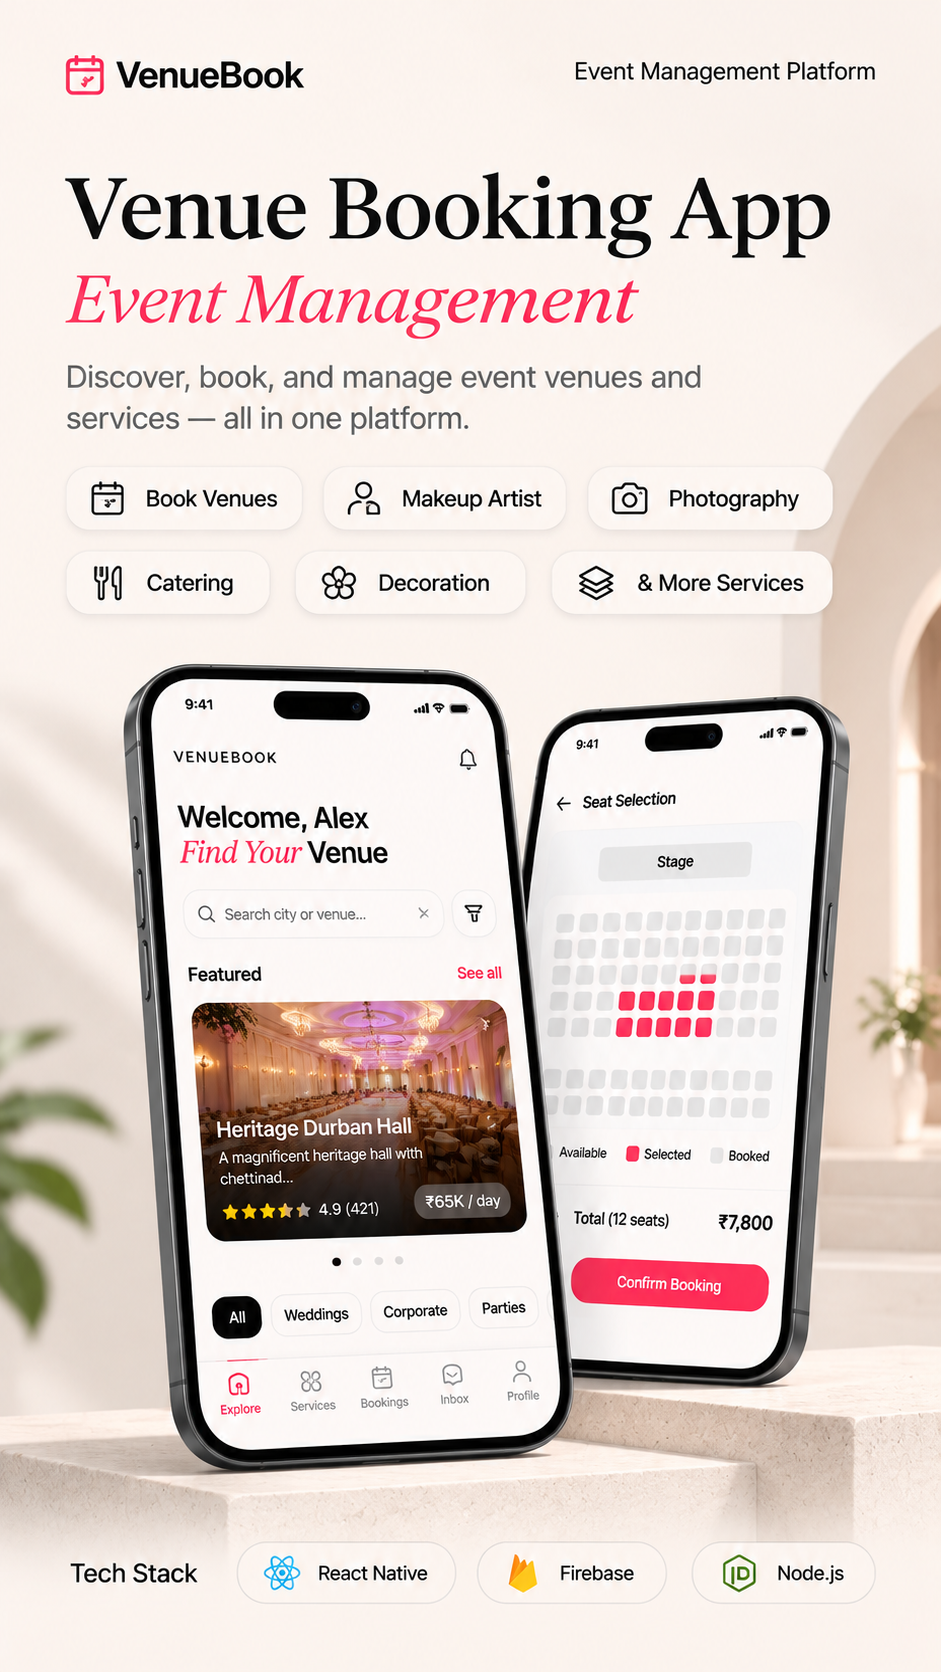 VenueBook
Event Management Platform
Venue Booking App
Event Management
Discover, book, and manage event venues and
services — all in one platform.
Book Venues
Makeup Artist
Photography
Catering
Decoration
& More Services
9:41
VENUEBOOK
Welcome, Alex
Find Your Venue
Search city or venue...
Featured
See all
Heritage Durban Hall
A magnificent heritage hall with
chettinad...
4.9 (421)
₹65K / day
All
Weddings
Corporate
Parties
Explore
Services
Bookings
Inbox
Profile
9:41
Seat Selection
Stage
Available
Selected
Booked
Total (12 seats)
₹7,800
Confirm Booking
Tech Stack
React Native
Firebase
Node.js